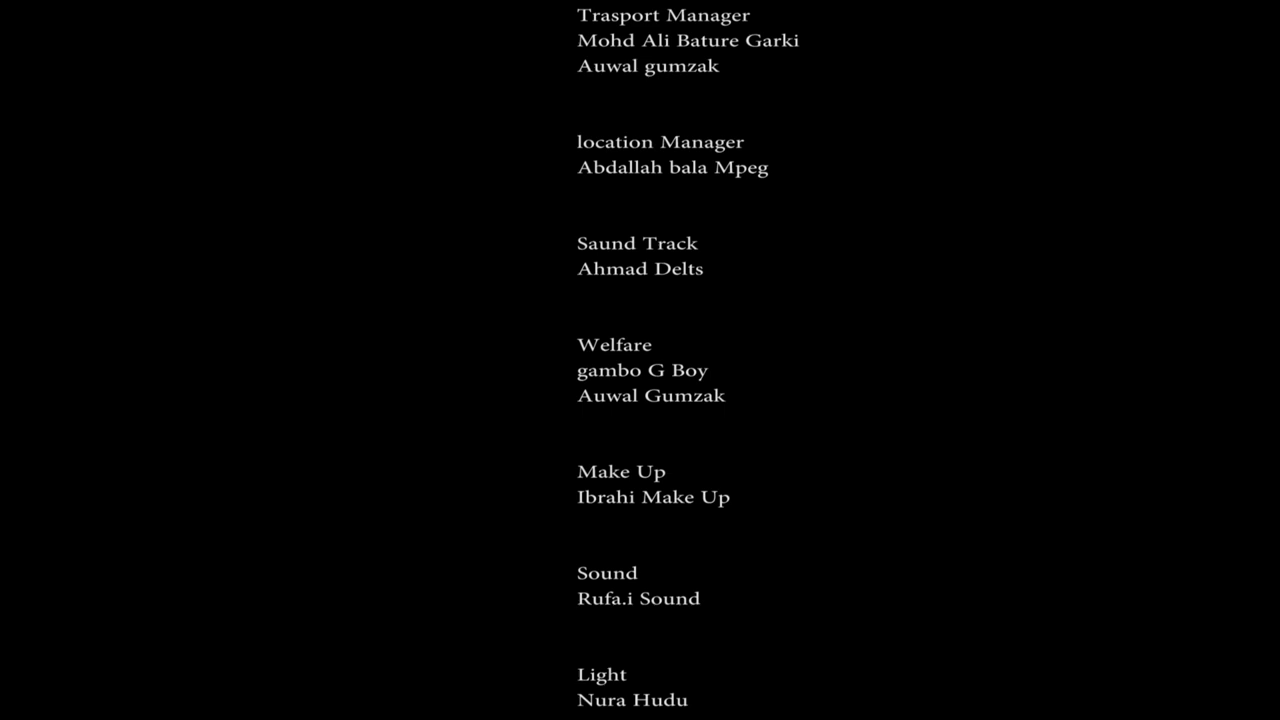 Trasport Manager
Mohd Ali Bature Garki
Auwal gumzak
location Manager
Abdallah bala Mpeg
Saund Track
Ahmad Delts
Welfare
gambo G Boy
Auwal Gumzak
Make Up
Ibrahi Make Up
Sound
Rufa.i Sound
Light
Nura Hudu